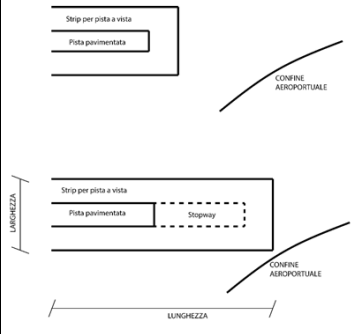 Strip per pista a vista
Pista pavimentata
CONFINE
AEROPORTUALE
Strip per pista a vista
Pista pavimentata
Stopway
LARGHEZZA
CONFINE
AEROPORTUALE
LUNGHEZZA